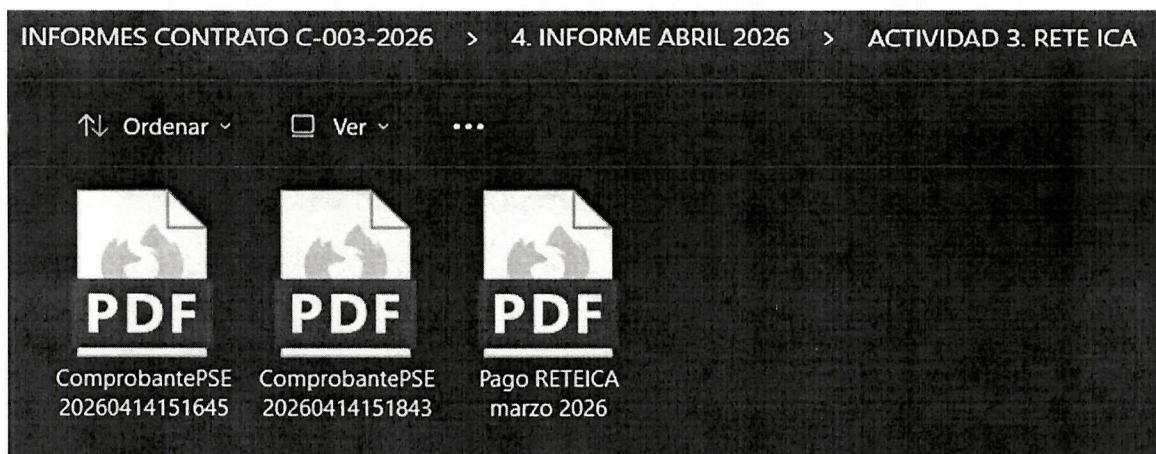 INFORMES CONTRATO C-003-2026 > 4. INFORME ABRIL 2026 > ACTIVIDAD 3. RETE ICA
Ordenar Ver ...
PDF PDF PDF
ComprobantePSE ComprobantePSE Pago RETEICA
20260414151645 20260414151843 marzo 2026